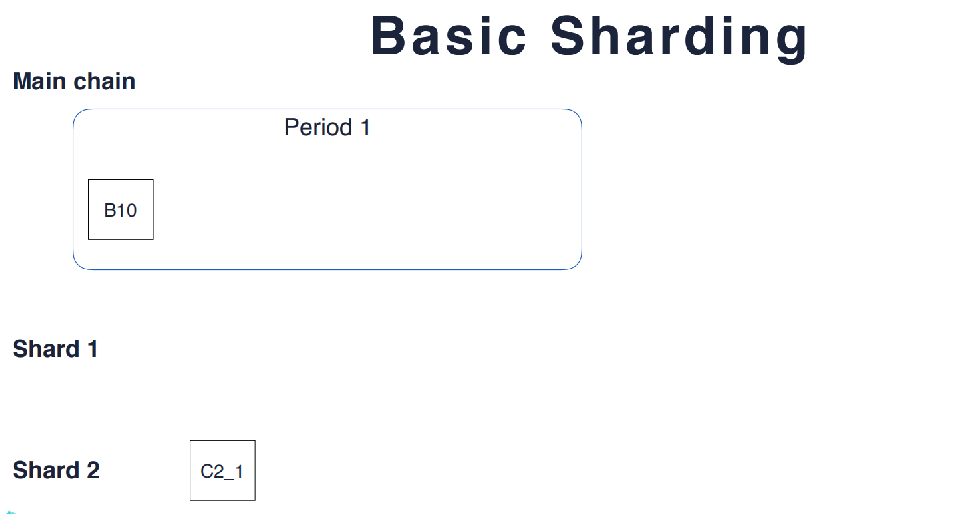 Basic Sharding
Main chain
Period 1
B10
Shard 1
Shard 2
C2_1